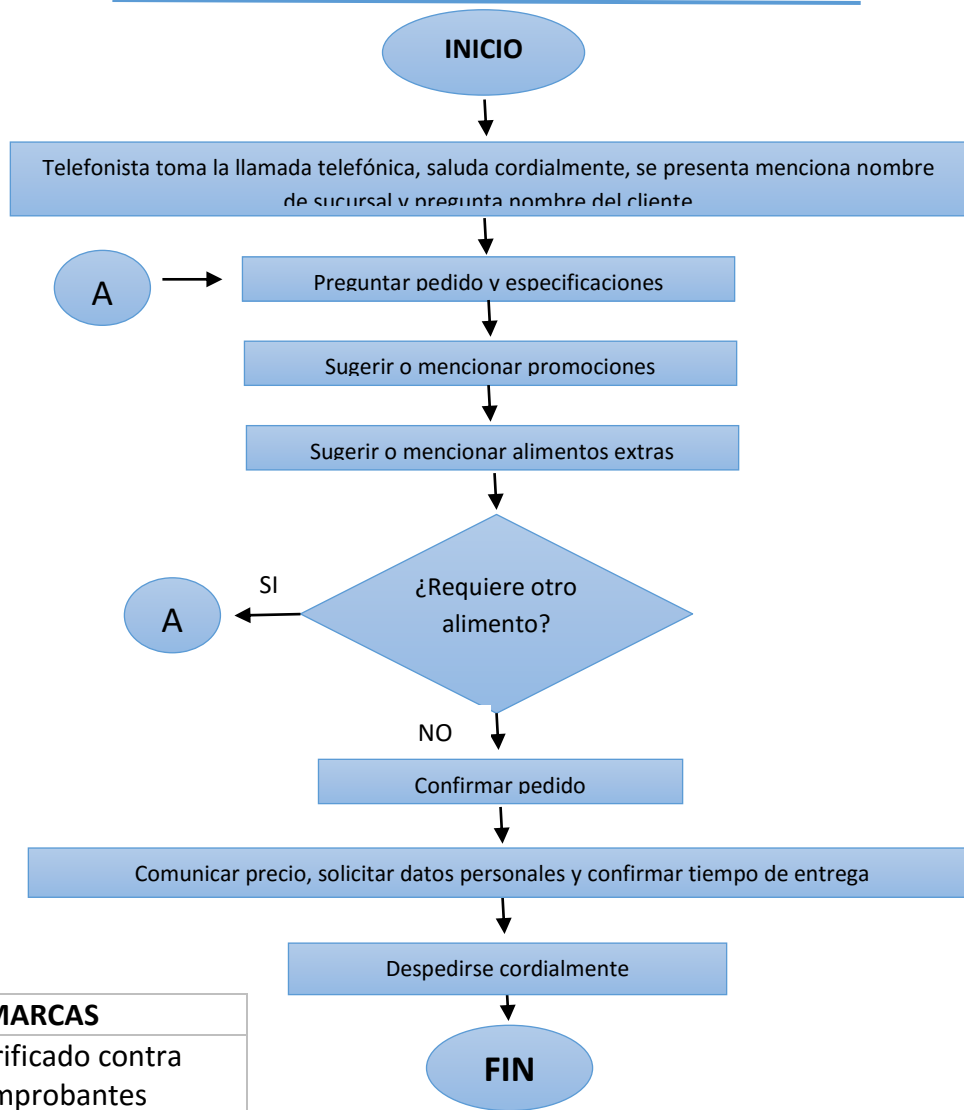 INICIO
Telefonista toma la llamada telefónica, saluda cordialmente, se presenta menciona nombre
de sucursal y pregunta nombre del cliente
A
Preguntar pedido y especificaciones
Sugerir o mencionar promociones
Sugerir o mencionar alimentos extras
¿Requiere otro
alimento?
SI
A
NO
Confirmar pedido
Comunicar precio, solicitar datos personales y confirmar tiempo de entrega
Despedirse cordialmente
FIN
MARCAS
rificado contra
mprobantes